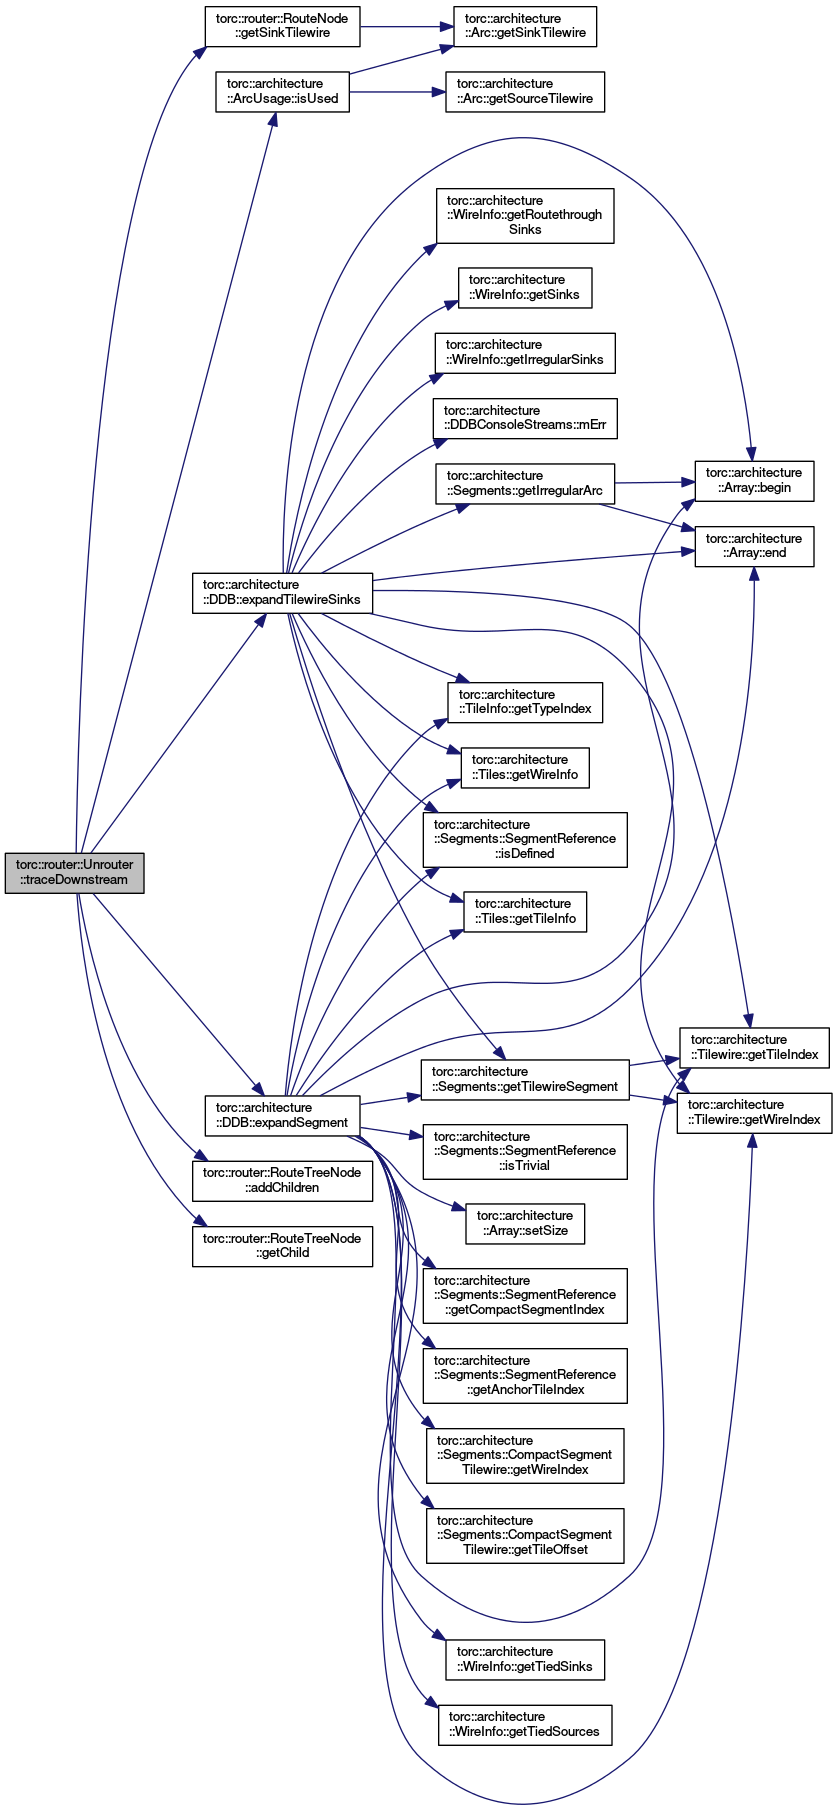 torc::router::RouteNode
::getSinkTilewire
torc::architecture
::Arc::getSinkTilewire
torc::architecture
::ArcUsage::isUsed
torc::architecture
::Arc::getSourceTilewire
torc::architecture
::WireInfo::getRoutethrough
Sinks
torc::architecture
::WireInfo::getSinks
torc::architecture
::WireInfo::getIrregularSinks
torc::architecture
::DDBConsoleStreams::mErr
torc::architecture
::Segments::getIrregularArc
torc::architecture
::Array::begin
torc::architecture
::Array::end
torc::architecture
::DDB::expandTilewireSinks
torc::architecture
::TileInfo::getTypeIndex
torc::architecture
::Tiles::getWireInfo
torc::architecture
::Segments::SegmentReference
::isDefined
torc::router::Unrouter
::traceDownstream
torc::architecture
::Tiles::getTileInfo
torc::architecture
::Tilewire::getTileIndex
torc::architecture
::Segments::getTilewireSegment
torc::architecture
::Tilewire::getWireIndex
torc::architecture
::DDB::expandSegment
torc::architecture
::Segments::SegmentReference
::isTrivial
torc::router::RouteTreeNode
::addChildren
torc::architecture
::Array::setSize
torc::router::RouteTreeNode
::getChild
torc::architecture
::Segments::SegmentReference
::getCompactSegmentIndex
torc::architecture
::Segments::SegmentReference
::getAnchorTileIndex
torc::architecture
::Segments::CompactSegment
Tilewire::getWireIndex
torc::architecture
::Segments::CompactSegment
Tilewire::getTileOffset
torc::architecture
::WireInfo::getTiedSinks
torc::architecture
::WireInfo::getTiedSources